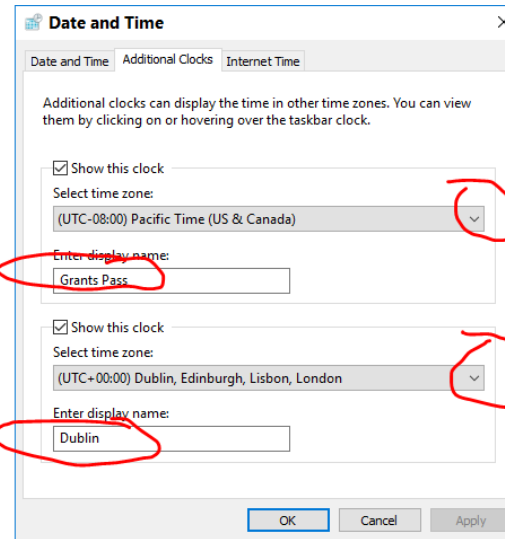 Date and Time
Date and Time Additional Clocks Internet Time
Additional clocks can display the time in other time zones. You can view
them by clicking on or hovering over the taskbar clock.
Show this clock
Select time zone:
(UTC-08:00) Pacific Time (US & Canada)
Enter display name:
Grants Pass
Show this clock
Select time zone:
(UTC+00:00) Dublin, Edinburgh, Lisbon, London
Enter display name:
Dublin
OK Cancel Apply